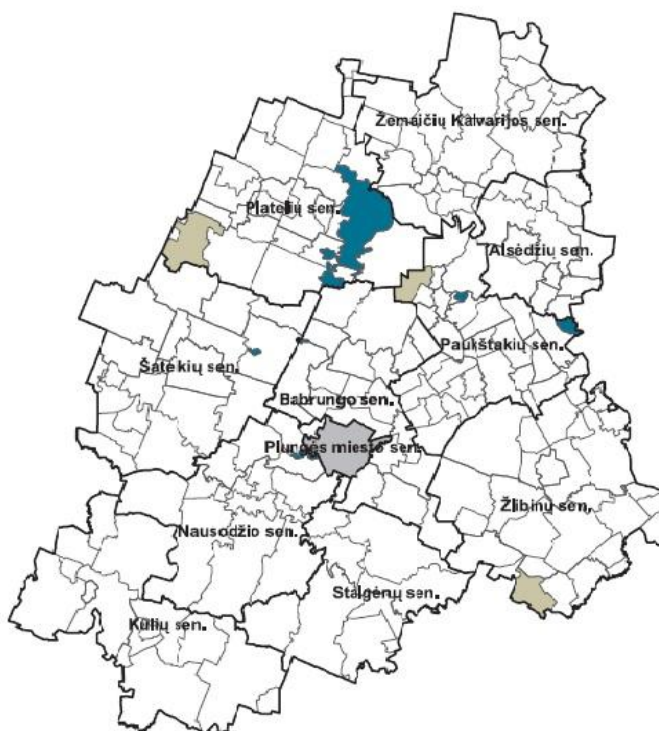 Žemaičių Kalvarijos sen.
Platelių sen.
Alsėdžių sen.
Paukštakių sen.
Šateikių sen.
Babrungo sen.
Plungės miesto sen.
Žlibinų sen.
Nausodžio sen.
Stalgėnų sen.
Kulių sen.